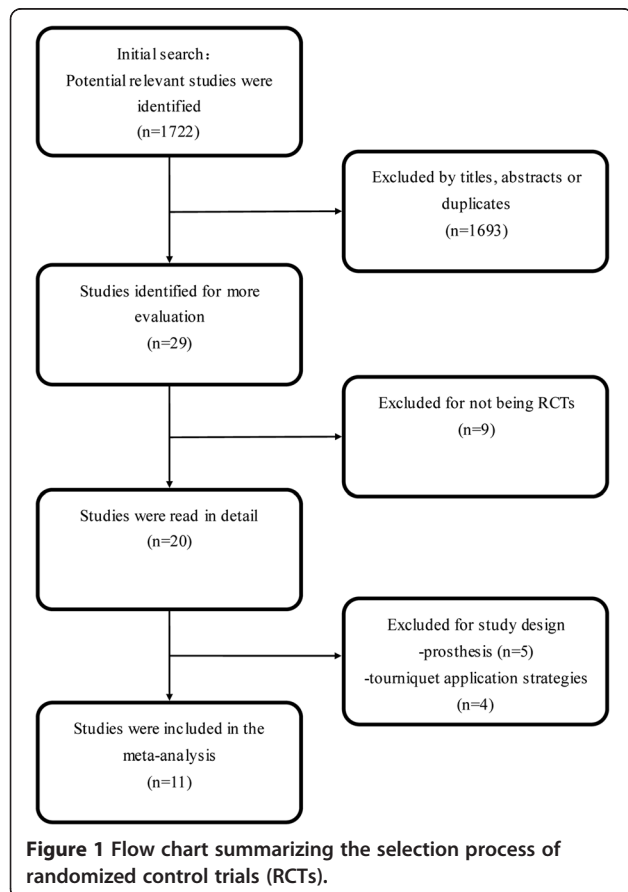 Initial search：
Potential relevant studies were
identified
(n=1722)
Excluded by titles, abstracts or
duplicates
(n=1693)
Studies identified for more
evaluation
(n=29)
Excluded for not being RCTs
(n=9)
Studies were read in detail
(n=20)
Excluded for study design
-prosthesis (n=5)
-tourniquet application strategies
(n=4)
Studies were included in the
meta-analysis
(n=11)
Figure 1 Flow chart summarizing the selection process of
randomized control trials (RCTs).